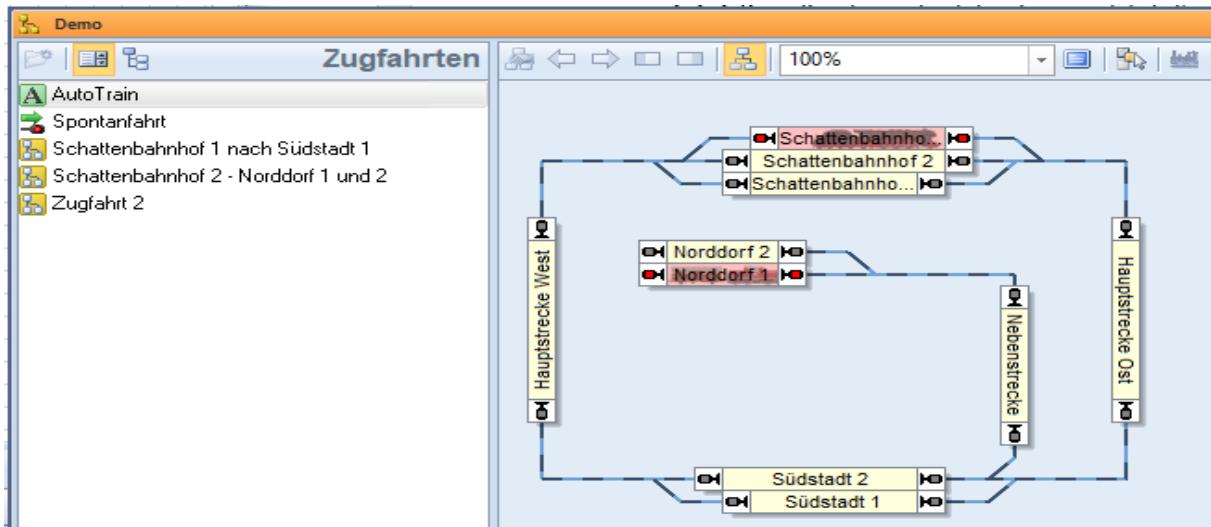 Demo
Zugfahrten
100%
AutoTrain
Spontanfahrt
Schattenbahnhof 1 nach Südstadt 1
Schattenbahnhof 2 - Norddorf 1 und 2
Zugfahrt 2
Schattenbahnho...
Schattenbahnhof 2
Schattenbahnho...
Norddorf 2
Norddorf 1
Hauptstrecke West
Nebenstrecke
Hauptstrecke Ost
Südstadt 2
Südstadt 1